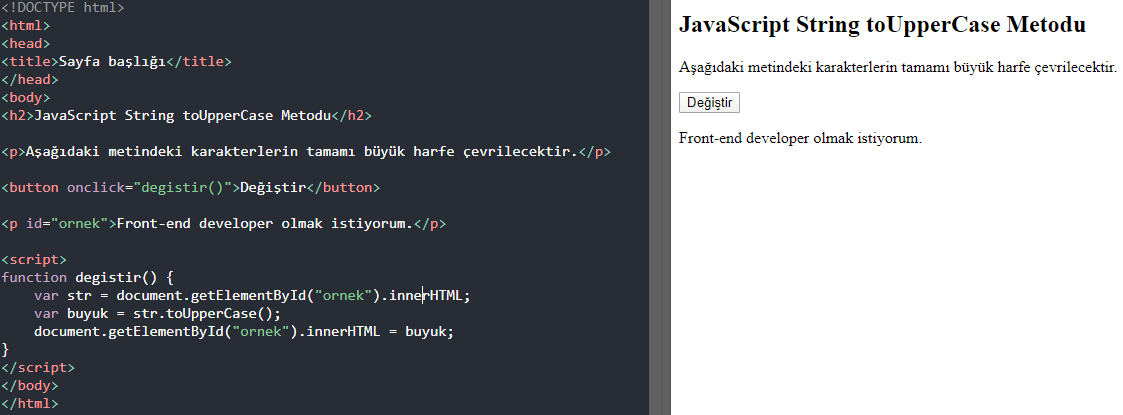 <!DOCTYPE html>
<html>
<head>
<title>Sayfa başlığı</title>
</head>
<body>
<h2>JavaScript String toUpperCase Metodu</h2>
<p>Aşağıdaki metindeki karakterlerin tamamı büyük harfe çevrilecektir.</p>
<button onclick="degistir()">Değiştir</button>
<p id="ornek">Front-end developer olmak istiyorum.</p>
<script>
function degistir() {
    var str = document.getElementById("ornek").innerHTML;
    var buyuk = str.toUpperCase();
    document.getElementById("ornek").innerHTML = buyuk;
}
</script>
</body>
</html>
JavaScript String toUpperCase Metodu
Aşağıdaki metindeki karakterlerin tamamı büyük harfe çevrilecektir.
Değiştir
Front-end developer olmak istiyorum.